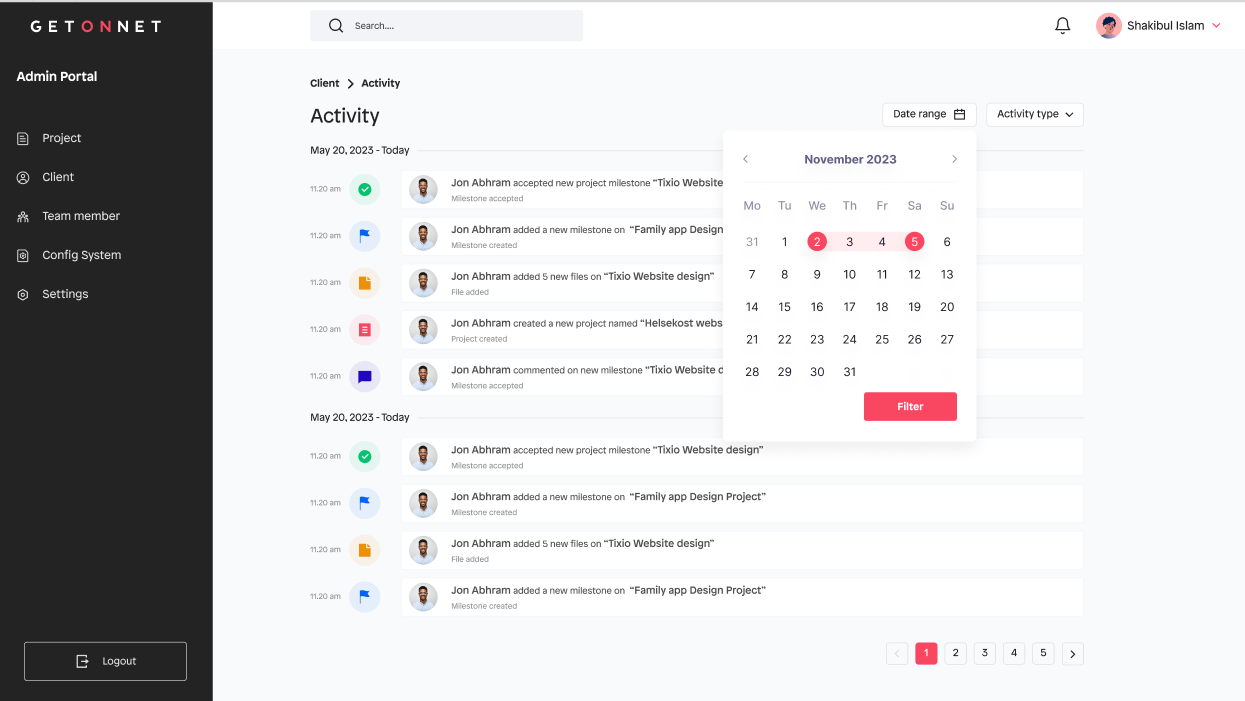 GETONNET
Search....
Shakibul Islam
Admin Portal
Project
Client
Team member
Config System
Settings
Logout
Client > Activity
Activity
Date range
Activity type
May 20, 2023 - Today
11.20 am
Jon Abhram accepted new project milestone “Tixio Website
Milestone accepted
11.20 am
Jon Abhram added a new milestone on “Family app Design
Milestone created
11.20 am
Jon Abhram added 5 new files on “Tixio Website design”
File added
11.20 am
Jon Abhram created a new project named “Helsekost webs
Project created
11.20 am
Jon Abhram commented on new milestone “Tixio Website d
Milestone accepted
November 2023
Mo Tu We Th Fr Sa Su
31 1 2 3 4 5 6
7 8 9 10 11 12 13
14 15 16 17 18 19 20
21 22 23 24 25 26 27
28 29 30 31
Filter
May 20, 2023 - Today
11.20 am
Jon Abhram accepted new project milestone “Tixio Website design”
Milestone accepted
11.20 am
Jon Abhram added a new milestone on “Family app Design Project”
Milestone created
11.20 am
Jon Abhram added 5 new files on “Tixio Website design”
File added
11.20 am
Jon Abhram added a new milestone on “Family app Design Project”
Milestone created
1 2 3 4 5